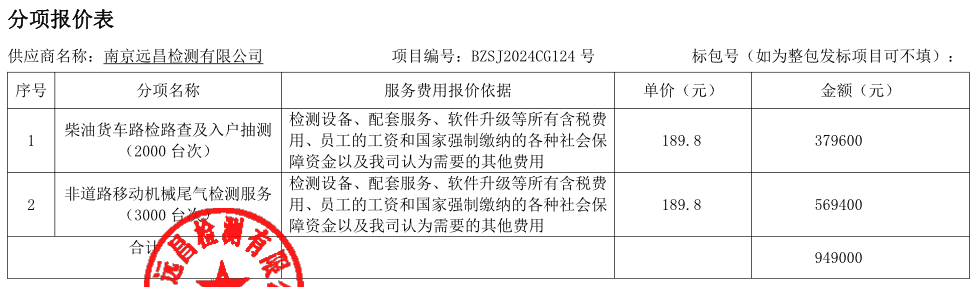 分项报价表
供应商名称：南京远昌检测有限公司 项目编号：BZSJ2024CG124 号 标包号（如为整包发标项目可不填）：
序号 分项名称 服务费用报价依据 单价（元） 金额（元）
1 柴油货车路检路查及入户抽测（2000 台次） 检测设备、配套服务、软件升级等所有含税费用、员工的工资和国家强制缴纳的各种社会保障资金以及我司认为需要的其他费用 189.8 379600
2 非道路移动机械尾气检测服务（3000 台次） 检测设备、配套服务、软件升级等所有含税费用、员工的工资和国家强制缴纳的各种社会保障资金以及我司认为需要的其他费用 189.8 569400
合计 949000
远昌检测有限公